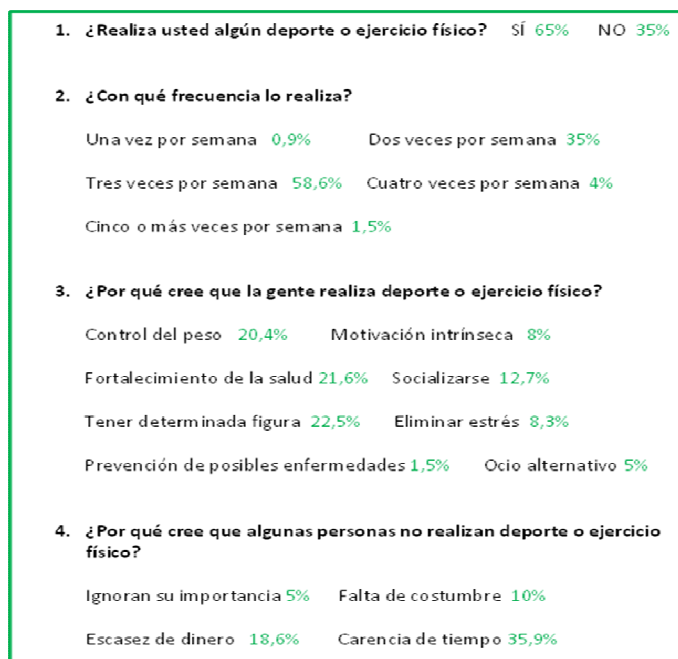 1. ¿Realiza usted algún deporte o ejercicio físico? SÍ 65% NO 35%
2. ¿Con qué frecuencia lo realiza?
Una vez por semana 0,9% Dos veces por semana 35%
Tres veces por semana 58,6% Cuatro veces por semana 4%
Cinco o más veces por semana 1,5%
3. ¿Por qué cree que la gente realiza deporte o ejercicio físico?
Control del peso 20,4% Motivación intrínseca 8%
Fortalecimiento de la salud 21,6% Socializarse 12,7%
Tener determinada figura 22,5% Eliminar estrés 8,3%
Prevención de posibles enfermedades 1,5% Ocio alternativo 5%
4. ¿Por qué cree que algunas personas no realizan deporte o ejercicio
físico?
Ignoran su importancia 5% Falta de costumbre 10%
Escasez de dinero 18,6% Carencia de tiempo 35,9%